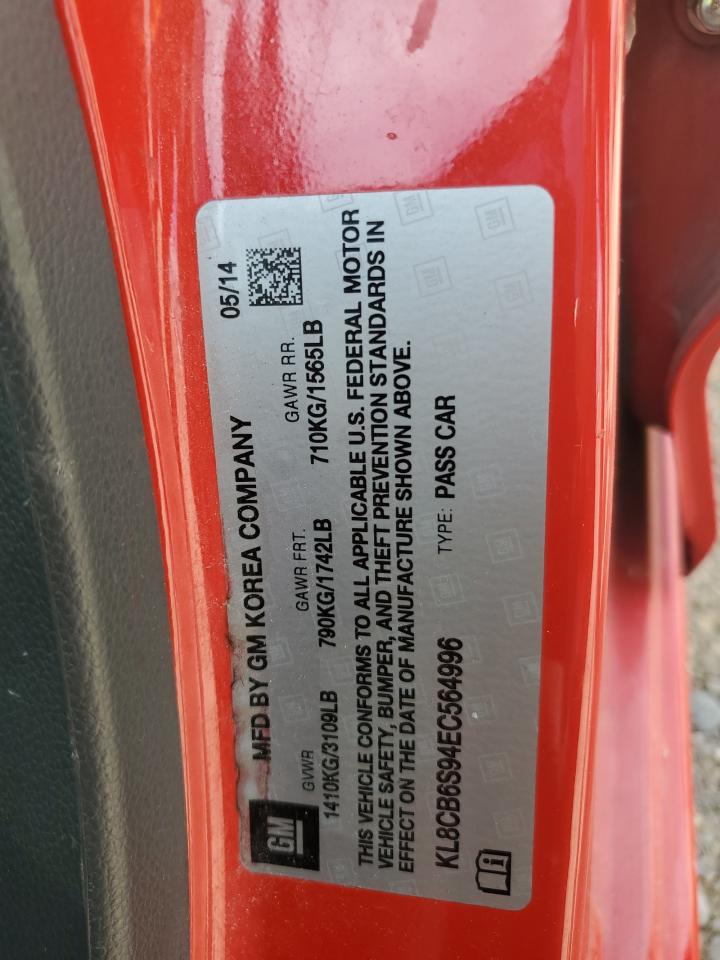 GM MFD BY GM KOREA COMPANY 05/14
GVWR GAWR FRT. GAWR RR.
1410KG/3109LB 790KG/1742LB 710KG/1565LB
THIS VEHICLE CONFORMS TO ALL APPLICABLE U.S. FEDERAL MOTOR
VEHICLE SAFETY, BUMPER, AND THEFT PREVENTION STANDARDS IN
EFFECT ON THE DATE OF MANUFACTURE SHOWN ABOVE.
KL8CB6S94EC564996 TYPE: PASS CAR